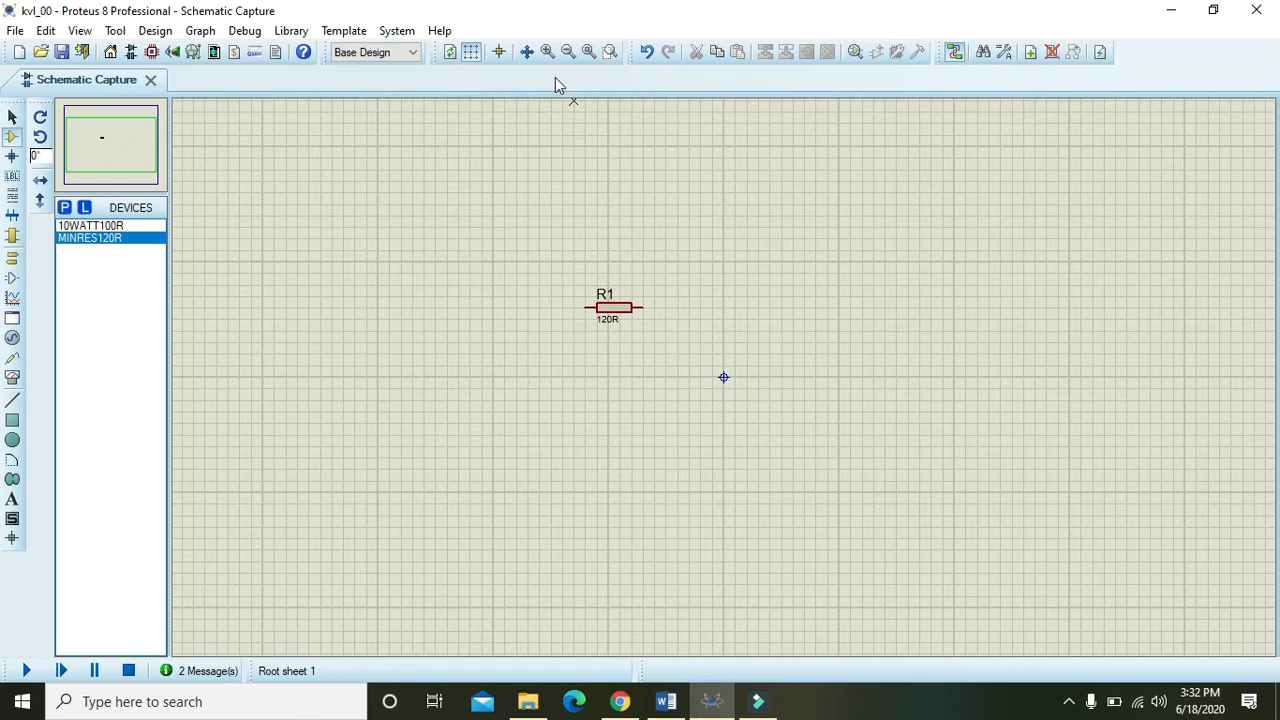 kvl_00 - Proteus 8 Professional - Schematic Capture
File Edit View Tool Design Graph Debug Library Template System Help
Base Design
Schematic Capture
0°
P L DEVICES
10WATT100R
MINRES120R
LBL
A
S
R1
120R
2 Message(s)
Root sheet 1
Type here to search
3:32 PM
6/18/2020